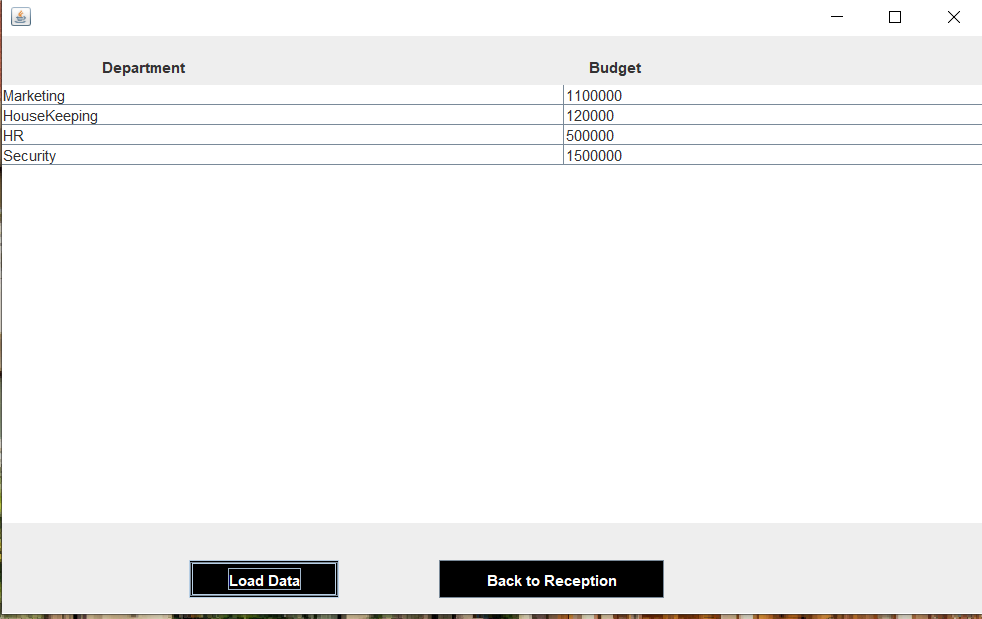 Department Budget
Marketing 1100000
HouseKeeping 120000
HR 500000
Security 1500000
Load Data Back to Reception